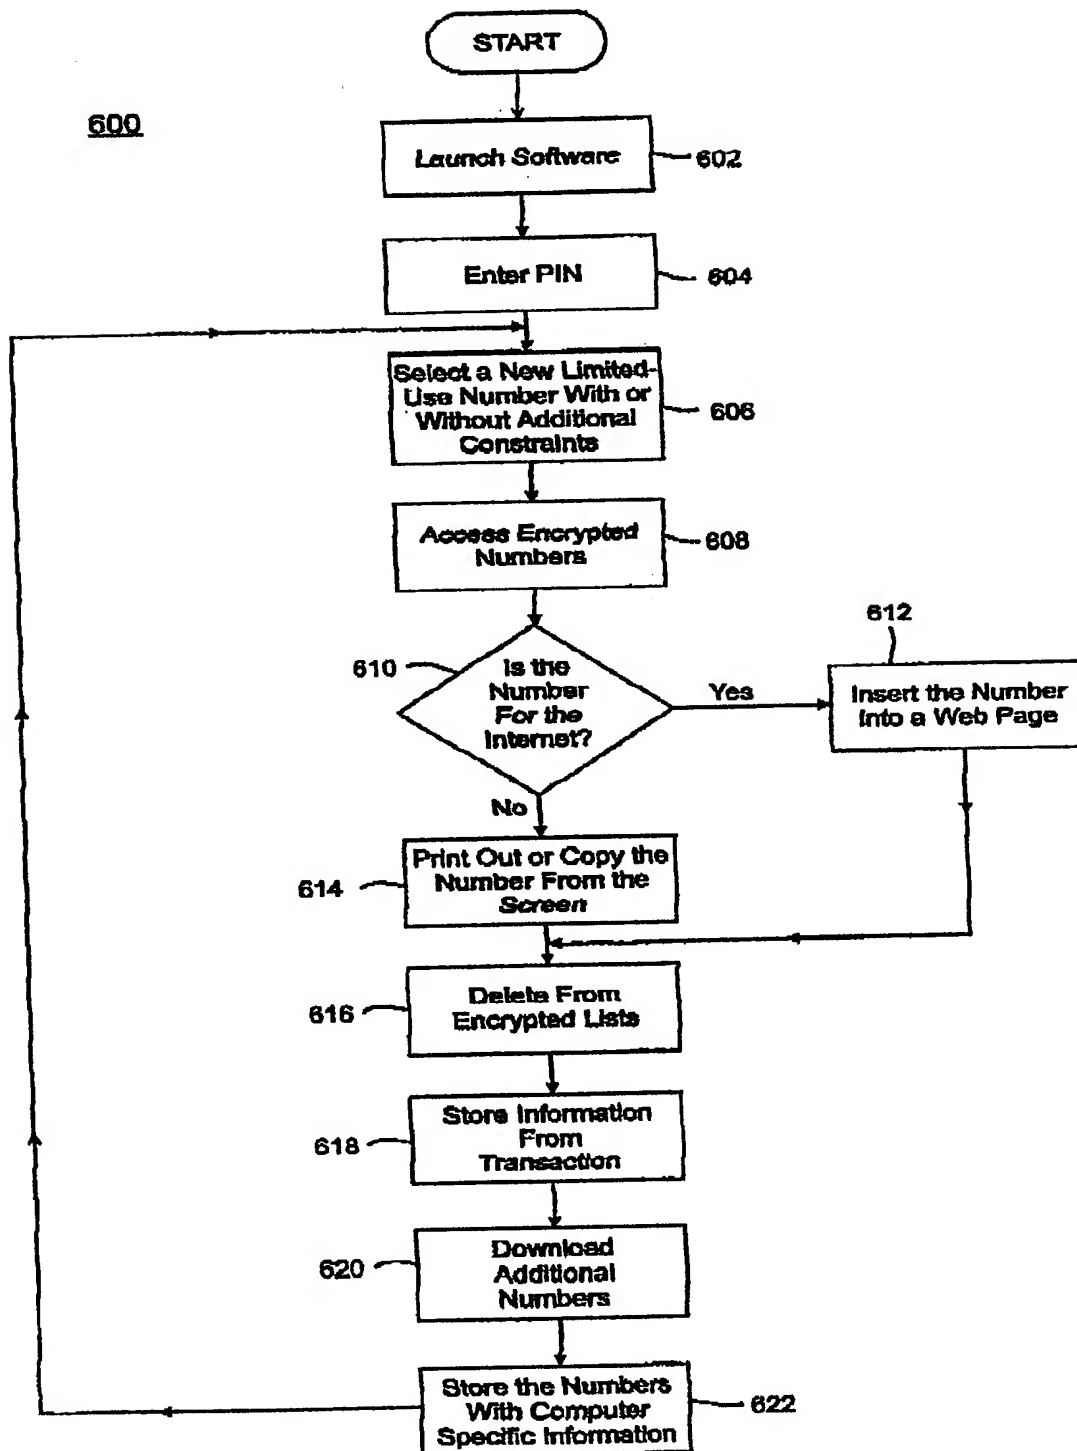 START
600
Launch Software
602
Enter PIN
604
Select a New Limited-
Use Number With or
Without Additional
Constraints
606
Access Encrypted
Numbers
608
610
Is the
Number
For the
Internet?
Yes
612
Insert the Number
Into a Web Page
No
614
Print Out or Copy the
Number From the
Screen
616
Delete From
Encrypted Lists
618
Store Information
From
Transaction
620
Download
Additional
Numbers
Store the Numbers
With Computer
Specific Information
622